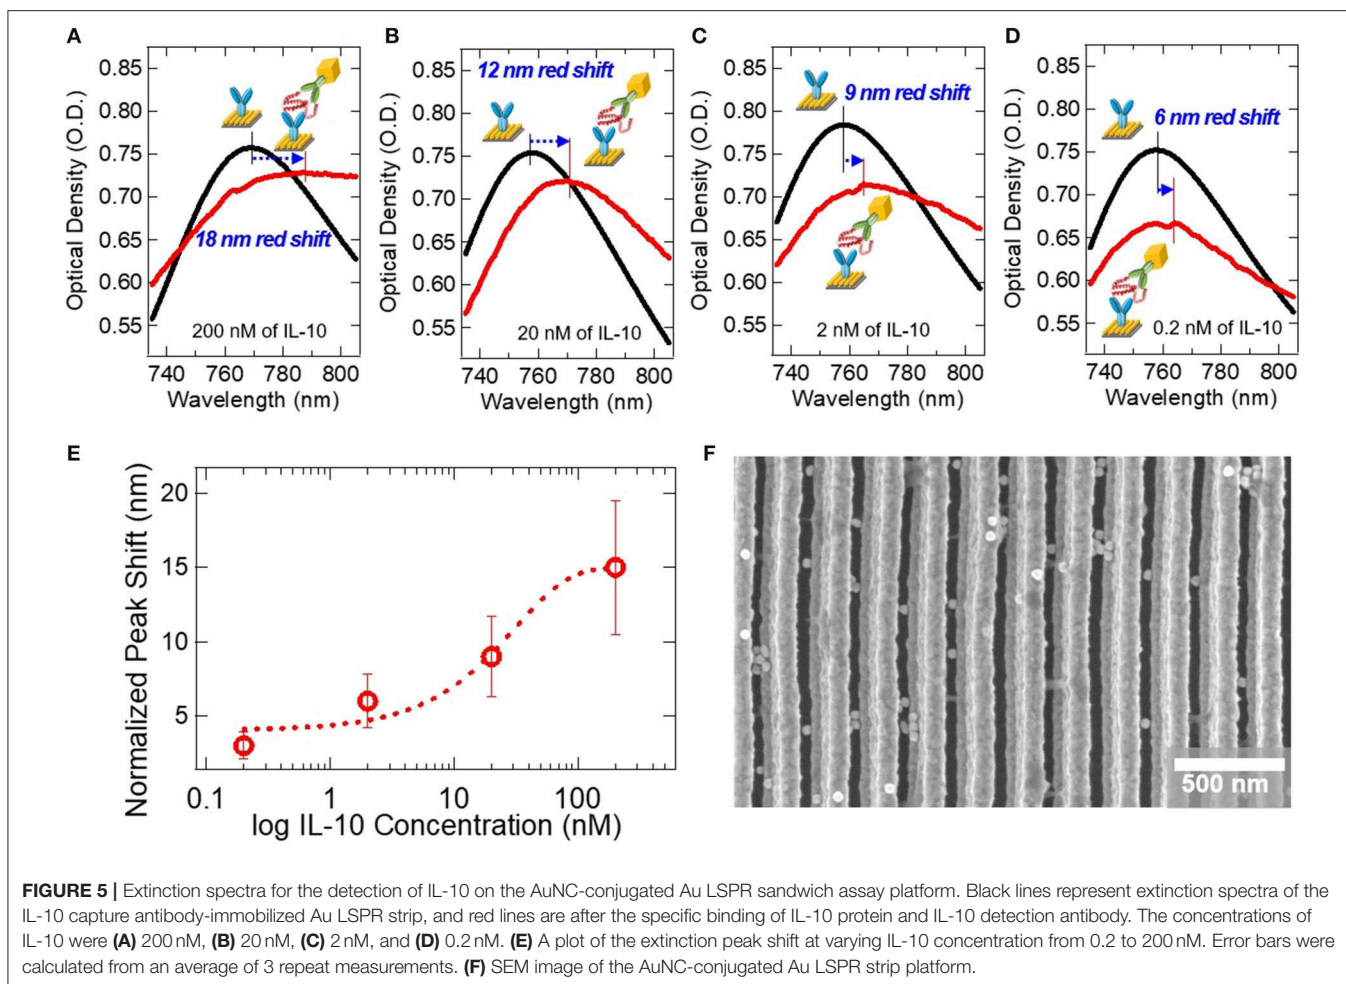 A
Optical Density (O.D.)
0.85
0.80
0.75
0.70
0.65
0.60
0.55
18 nm red shift
200 nM of IL-10
740 760 780 800
Wavelength (nm)
B
Optical Density (O.D.)
0.85
0.80
0.75
0.70
0.65
0.60
0.55
12 nm red shift
20 nM of IL-10
740 760 780 800
Wavelength (nm)
C
Optical Density (O.D.)
0.85
0.80
0.75
0.70
0.65
0.60
0.55
9 nm red shift
2 nM of IL-10
740 760 780 800
Wavelength (nm)
D
Optical Density (O.D.)
0.85
0.80
0.75
0.70
0.65
0.60
0.55
6 nm red shift
0.2 nM of IL-10
740 760 780 800
Wavelength (nm)
E
Normalized Peak Shift (nm)
20
15
10
5
0.1 1 10 100
log IL-10 Concentration (nM)
F
500 nm
FIGURE 5 | Extinction spectra for the detection of IL-10 on the AuNC-conjugated Au LSPR sandwich assay platform. Black lines represent extinction spectra of the
IL-10 capture antibody-immobilized Au LSPR strip, and red lines are after the specific binding of IL-10 protein and IL-10 detection antibody. The concentrations of
IL-10 were (A) 200 nM, (B) 20 nM, (C) 2 nM, and (D) 0.2 nM. (E) A plot of the extinction peak shift at varying IL-10 concentration from 0.2 to 200 nM. Error bars were
calculated from an average of 3 repeat measurements. (F) SEM image of the AuNC-conjugated Au LSPR strip platform.